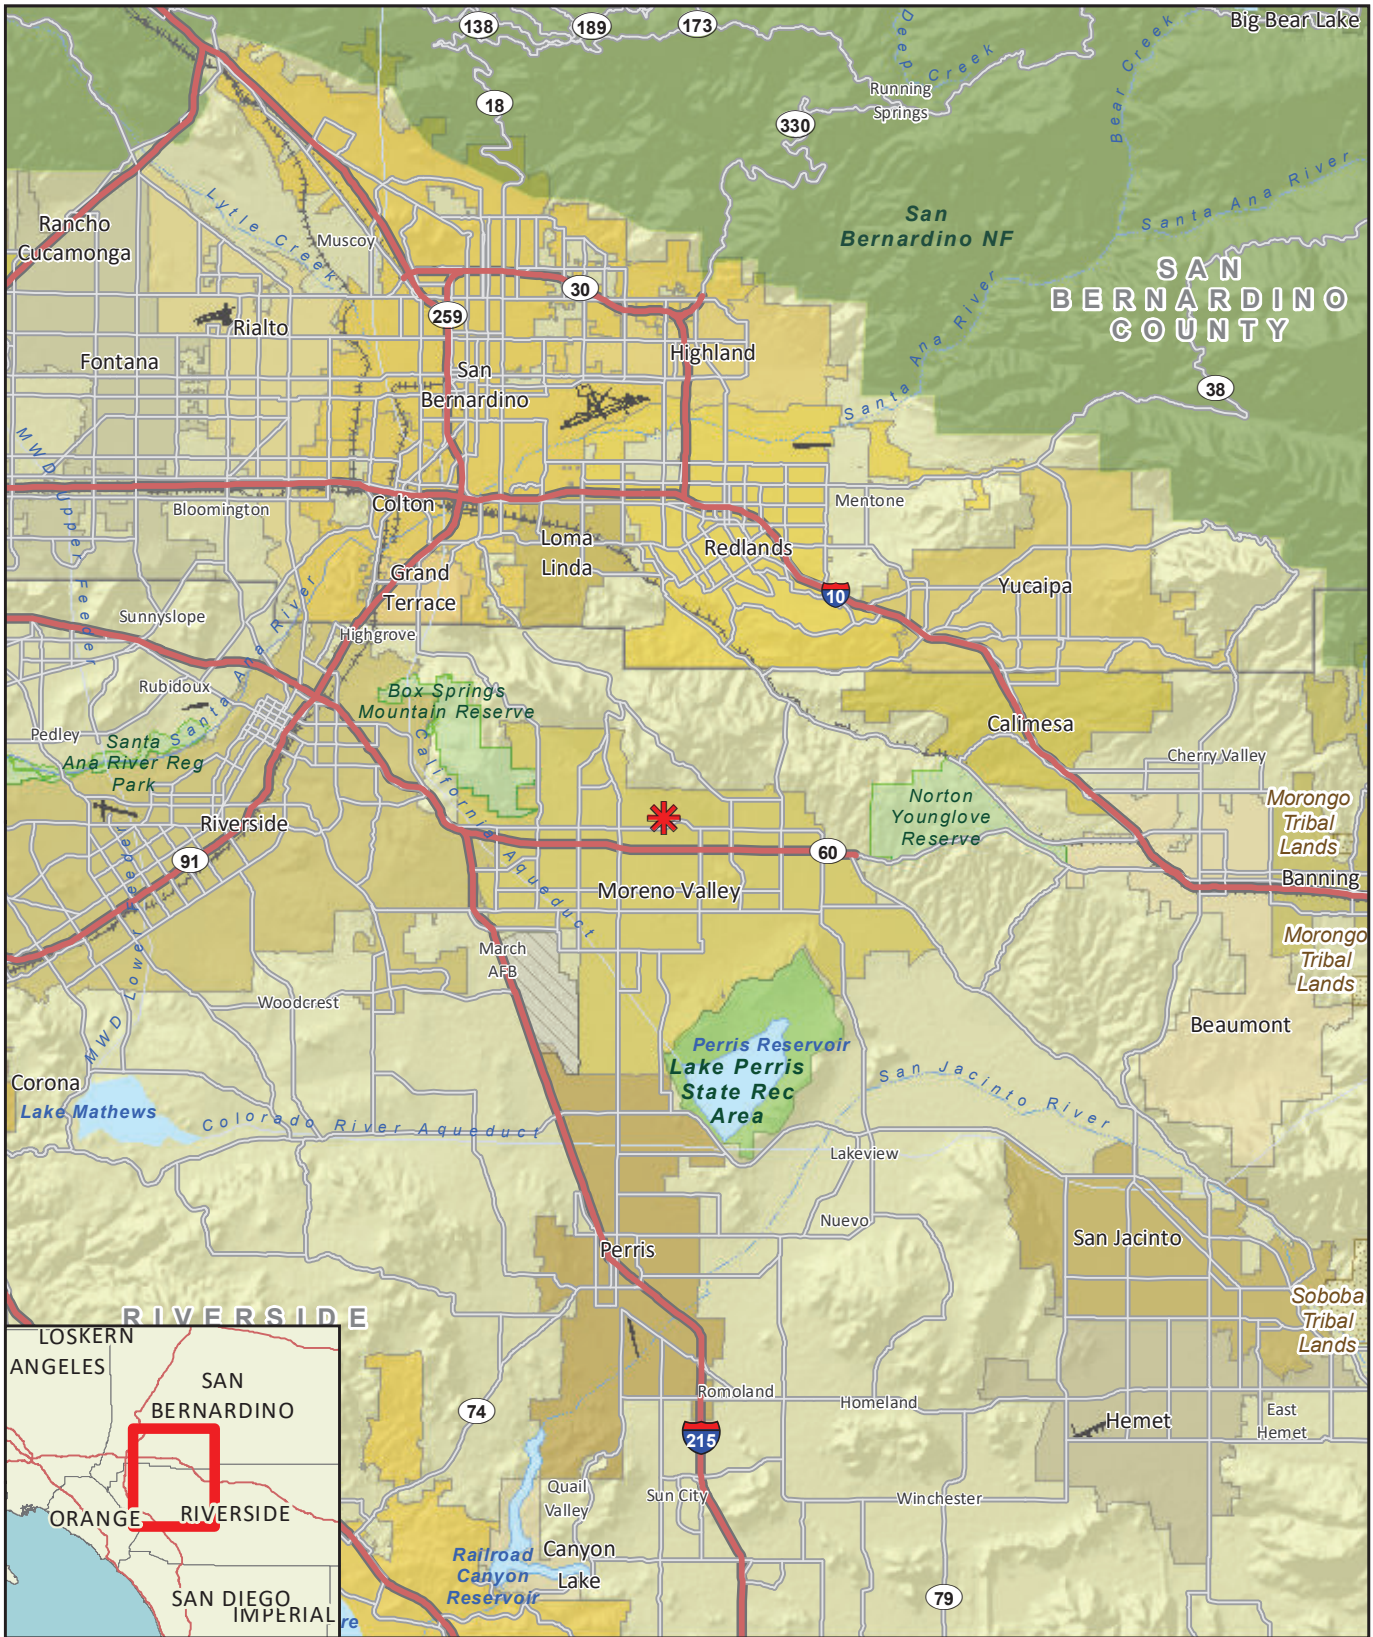 138
189
173
Big Bear Lake
Deep Creek
Bear Creek
18
Running
Springs
330
Santa Ana River
Lytle Creek
Rancho
Cucamonga
Muscoy
San
Bernardino NF
SAN
BERNARDINO
COUNTY
30
259
Rialto
Santa Ana River
Fontana
Highland
San
Bernardino
38
MWD Upper Feeder
Bloomington
Colton
Mentone
Loma
Linda
Redlands
Grand
Terrace
10
Yucaipa
Sunnyslope
Highgrove
Santa Ana River
Rubidoux
Box Springs
Mountain Reserve
Pedley
Santa
Ana River Reg
Park
Calimesa
Cherry Valley
California Aqueduct
Norton
Younglove
Reserve
Morongo
Tribal
Lands
Riverside
91
60
Moreno Valley
Banning
MWD Lower Feeder
March
AFB
Morongo
Tribal
Lands
Woodcrest
Beaumont
Perris Reservoir
Lake Perris
State Rec
Area
San Jacinto River
Corona
Lake Mathews
Colorado River Aqueduct
Lakeview
Nuevo
San Jacinto
Perris
Soboba
Tribal
Lands
RIVERSIDE
LOS
KERN
ANGELES
SAN
BERNARDINO
ORANGE
RIVERSIDE
SAN DIEGO
IMPERIAL
74
Romoland
Homeland
215
Hemet
East
Hemet
Quail
Valley
Sun City
Winchester
Railroad
Canyon
Reservoir
Canyon
Lake
79
re